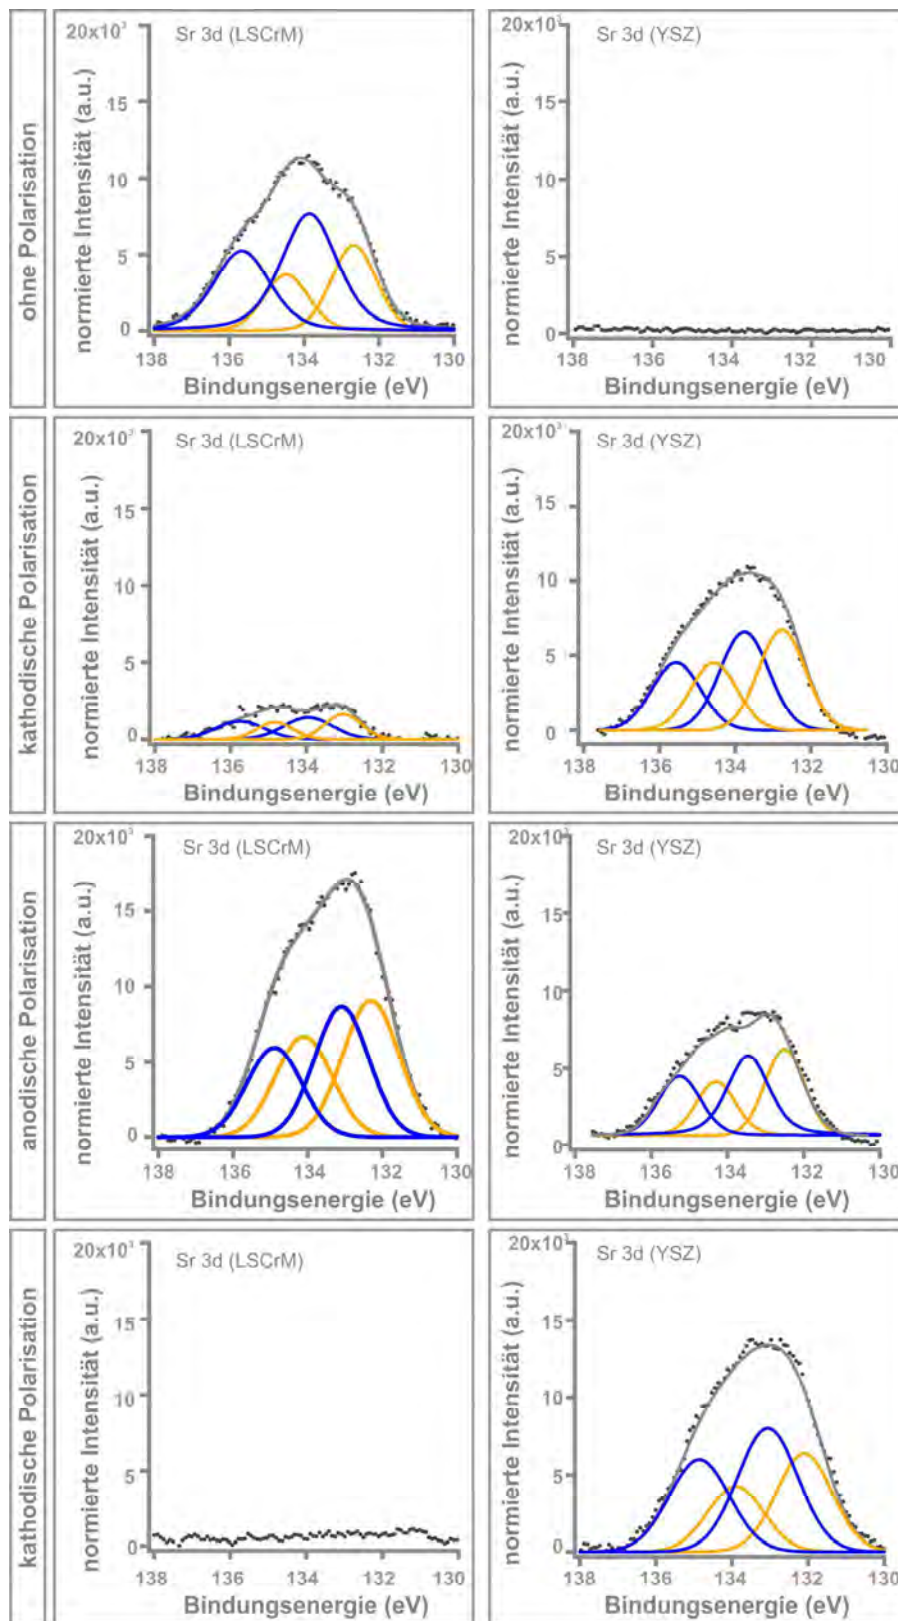 ohne Polarisation
Sr 3d (LSCrM)
normierte Intensität (a.u.)
20x10³
15
10
5
0
138 136 134 132 130
Bindungsenergie (eV)
Sr 3d (YSZ)
normierte Intensität (a.u.)
20x10³
15
10
5
0
138 136 134 132 130
Bindungsenergie (eV)
kathodische Polarisation
Sr 3d (LSCrM)
normierte Intensität (a.u.)
20x10³
15
10
5
0
138 136 134 132 130
Bindungsenergie (eV)
Sr 3d (YSZ)
normierte Intensität (a.u.)
20x10³
15
10
5
0
138 136 134 132 130
Bindungsenergie (eV)
anodische Polarisation
Sr 3d (LSCrM)
normierte Intensität (a.u.)
20x10³
15
10
5
0
138 136 134 132 130
Bindungsenergie (eV)
Sr 3d (YSZ)
normierte Intensität (a.u.)
20x10³
15
10
5
0
138 136 134 132 130
Bindungsenergie (eV)
kathodische Polarisation
Sr 3d (LSCrM)
normierte Intensität (a.u.)
20x10³
15
10
5
0
138 136 134 132 130
Bindungsenergie (eV)
Sr 3d (YSZ)
normierte Intensität (a.u.)
20x10³
15
10
5
0
138 136 134 132 130
Bindungsenergie (eV)